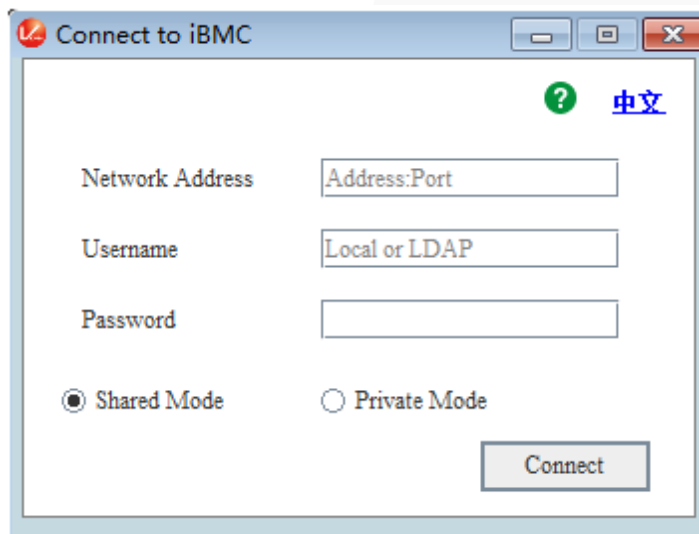 Connect to iBMC
? 中文
Network Address Address:Port
Username Local or LDAP
Password
Shared Mode Private Mode
Connect